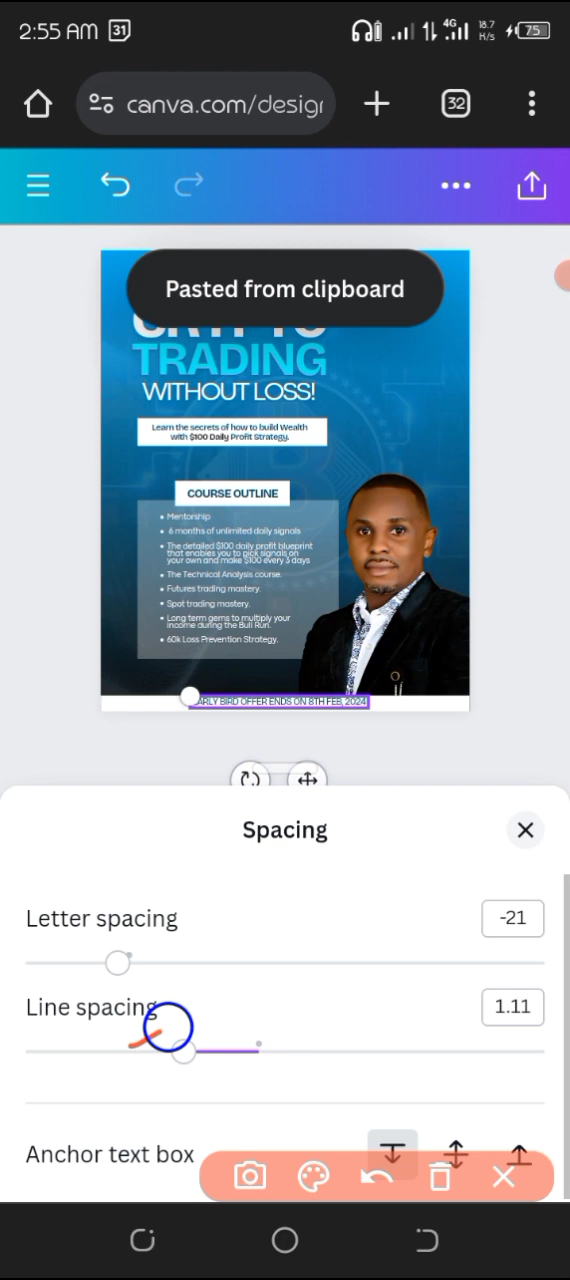 2:55 AM 31 4G 18.7 H/s 75
canva.com/desigr 32
Pasted from clipboard
TRADING
WITHOUT LOSS!
Learn the secrets of how to build Wealth
with $100 Daily Profit Strategy.
COURSE OUTLINE
• Mentorship
• 6 months of unlimited daily signals
• The detailed $100 daily profit blueprint
that enables you to pick signals on
your own and make $100 every 3 days
• The Technical Analysis course.
• Futures trading mastery.
• Spot trading mastery.
• Long term gems to multiply your
income during the Bull Run.
• 60k Loss Prevention Strategy.
ARLY BIRD OFFER ENDS ON 8TH FEB, 2024
Spacing
Letter spacing -21
Line spacing 1.11
Anchor text box